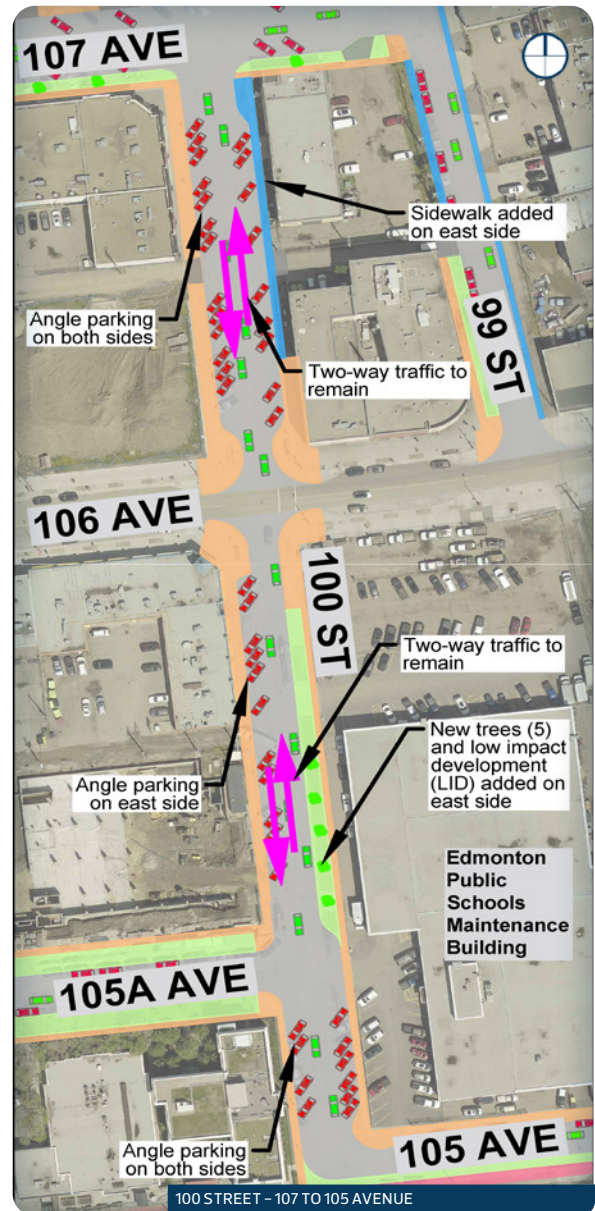 107 AVE
Sidewalk added
on east side
99 ST
Angle parking
on both sides
Two-way traffic to
remain
106 AVE
100 ST
Two-way traffic to
remain
New trees (5)
and low impact
development
(LID) added on
east side
Angle parking
on east side
Edmonton
Public
Schools
Maintenance
Building
105A AVE
Angle parking
on both sides
105 AVE
100 STREET – 107 TO 105 AVENUE